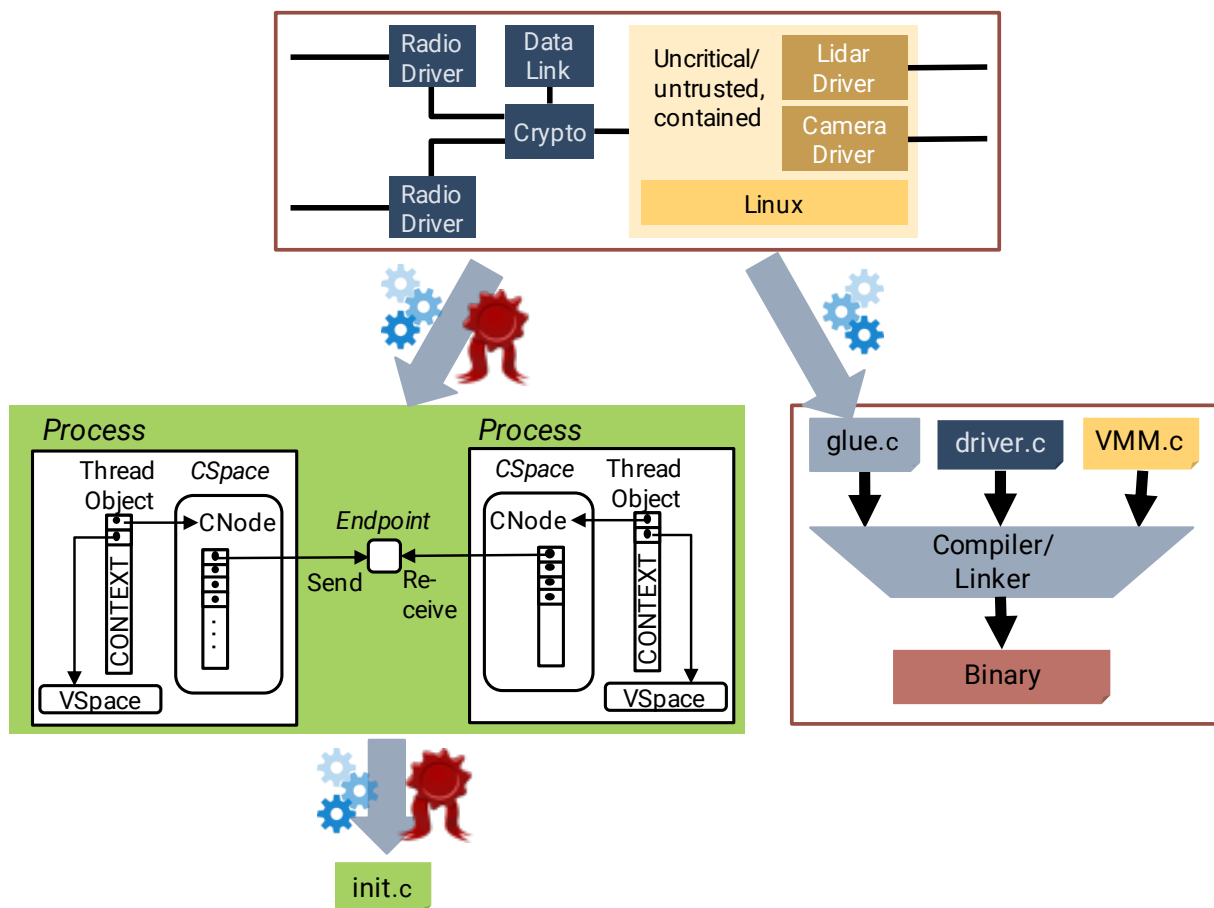 Radio
Driver
Data
Link
Crypto
Radio
Driver
Uncritical/
untrusted,
contained
Lidar
Driver
Camera
Driver
Linux
Process
Thread
Object
CSpace
CNode
CONTEXT
. . .
VSpace
Endpoint
Send
Re-
ceive
Process
CSpace
Thread
Object
CNode
CONTEXT
VSpace
glue.c
driver.c
VMM.c
Compiler/
Linker
Binary
init.c